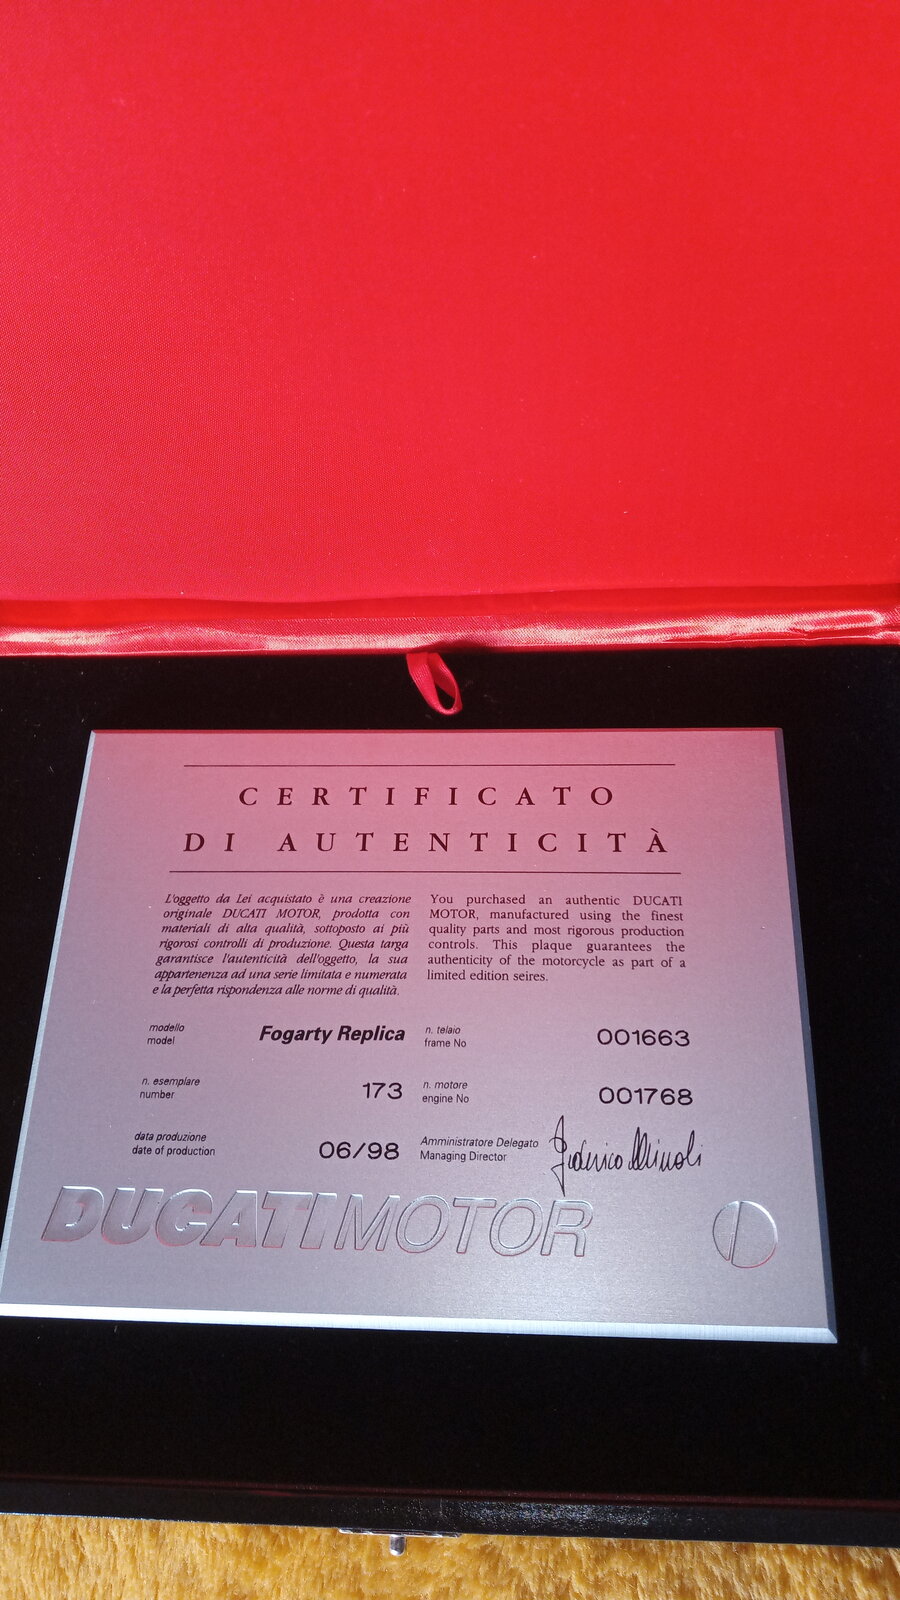 CERTIFICATO
DI AUTENTICITÀ
L'oggetto da Lei acquistato è una creazione
originale DUCATI MOTOR, prodotta con
materiali di alta qualità, sottoposto ai più
rigorosi controlli di produzione. Questa targa
garantisce l'autenticità dell'oggetto, la sua
appartenenza ad una serie limitata e numerata
e la perfetta rispondenza alle norme di qualità.
You purchased an authentic DUCATI
MOTOR, manufactured using the finest
quality parts and most rigorous production
controls. This plaque guarantees the
authenticity of the motorcycle as part of a
limited edition seires.
modello
model
Fogarty Replica
n. telaio
frame No
001663
n. esemplare
number
173
n. motore
engine No
001768
data produzione
date of production
06/98
Amministratore Delegato
Managing Director
Federico Minoli
DUCATIMOTOR